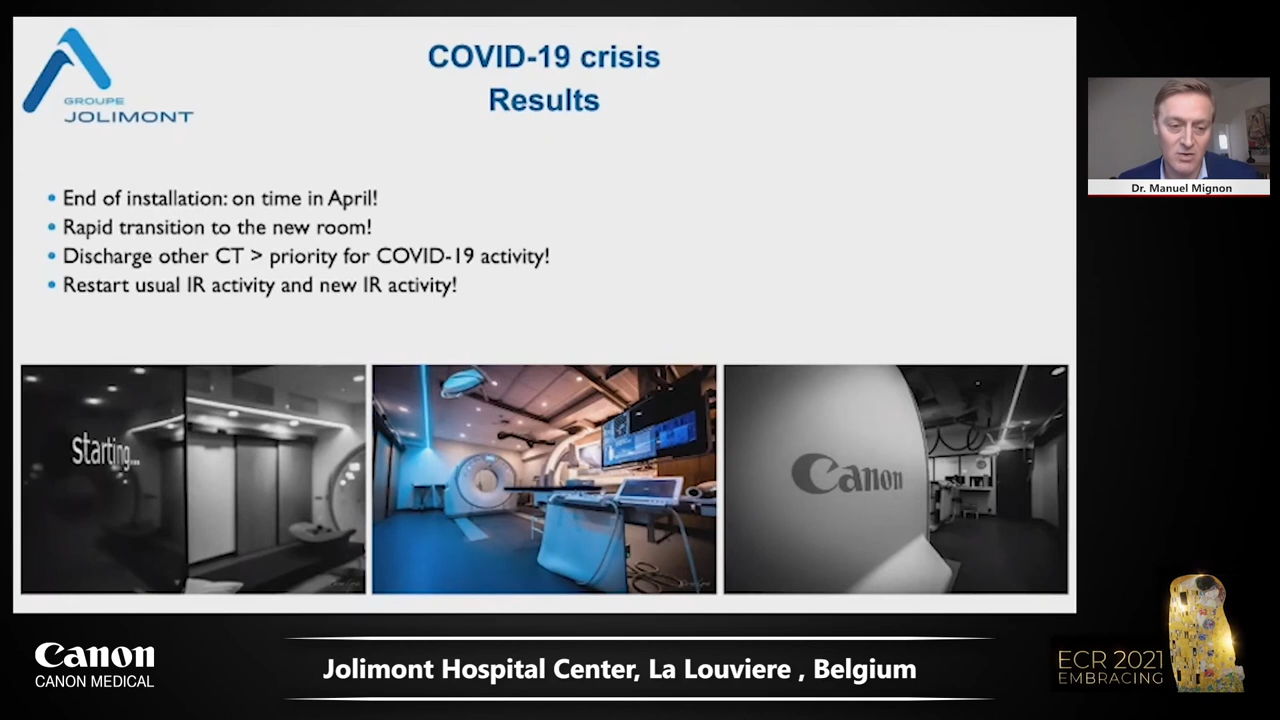 GROUPE
JOLIMONT
COVID-19 crisis
Results
• End of installation: on time in April!
• Rapid transition to the new room!
• Discharge other CT > priority for COVID-19 activity!
• Restart usual IR activity and new IR activity!
starting...
Canon
Dr. Manuel Mignon
Canon
CANON MEDICAL
Jolimont Hospital Center, La Louviere , Belgium
ECR 2021
EMBRACING